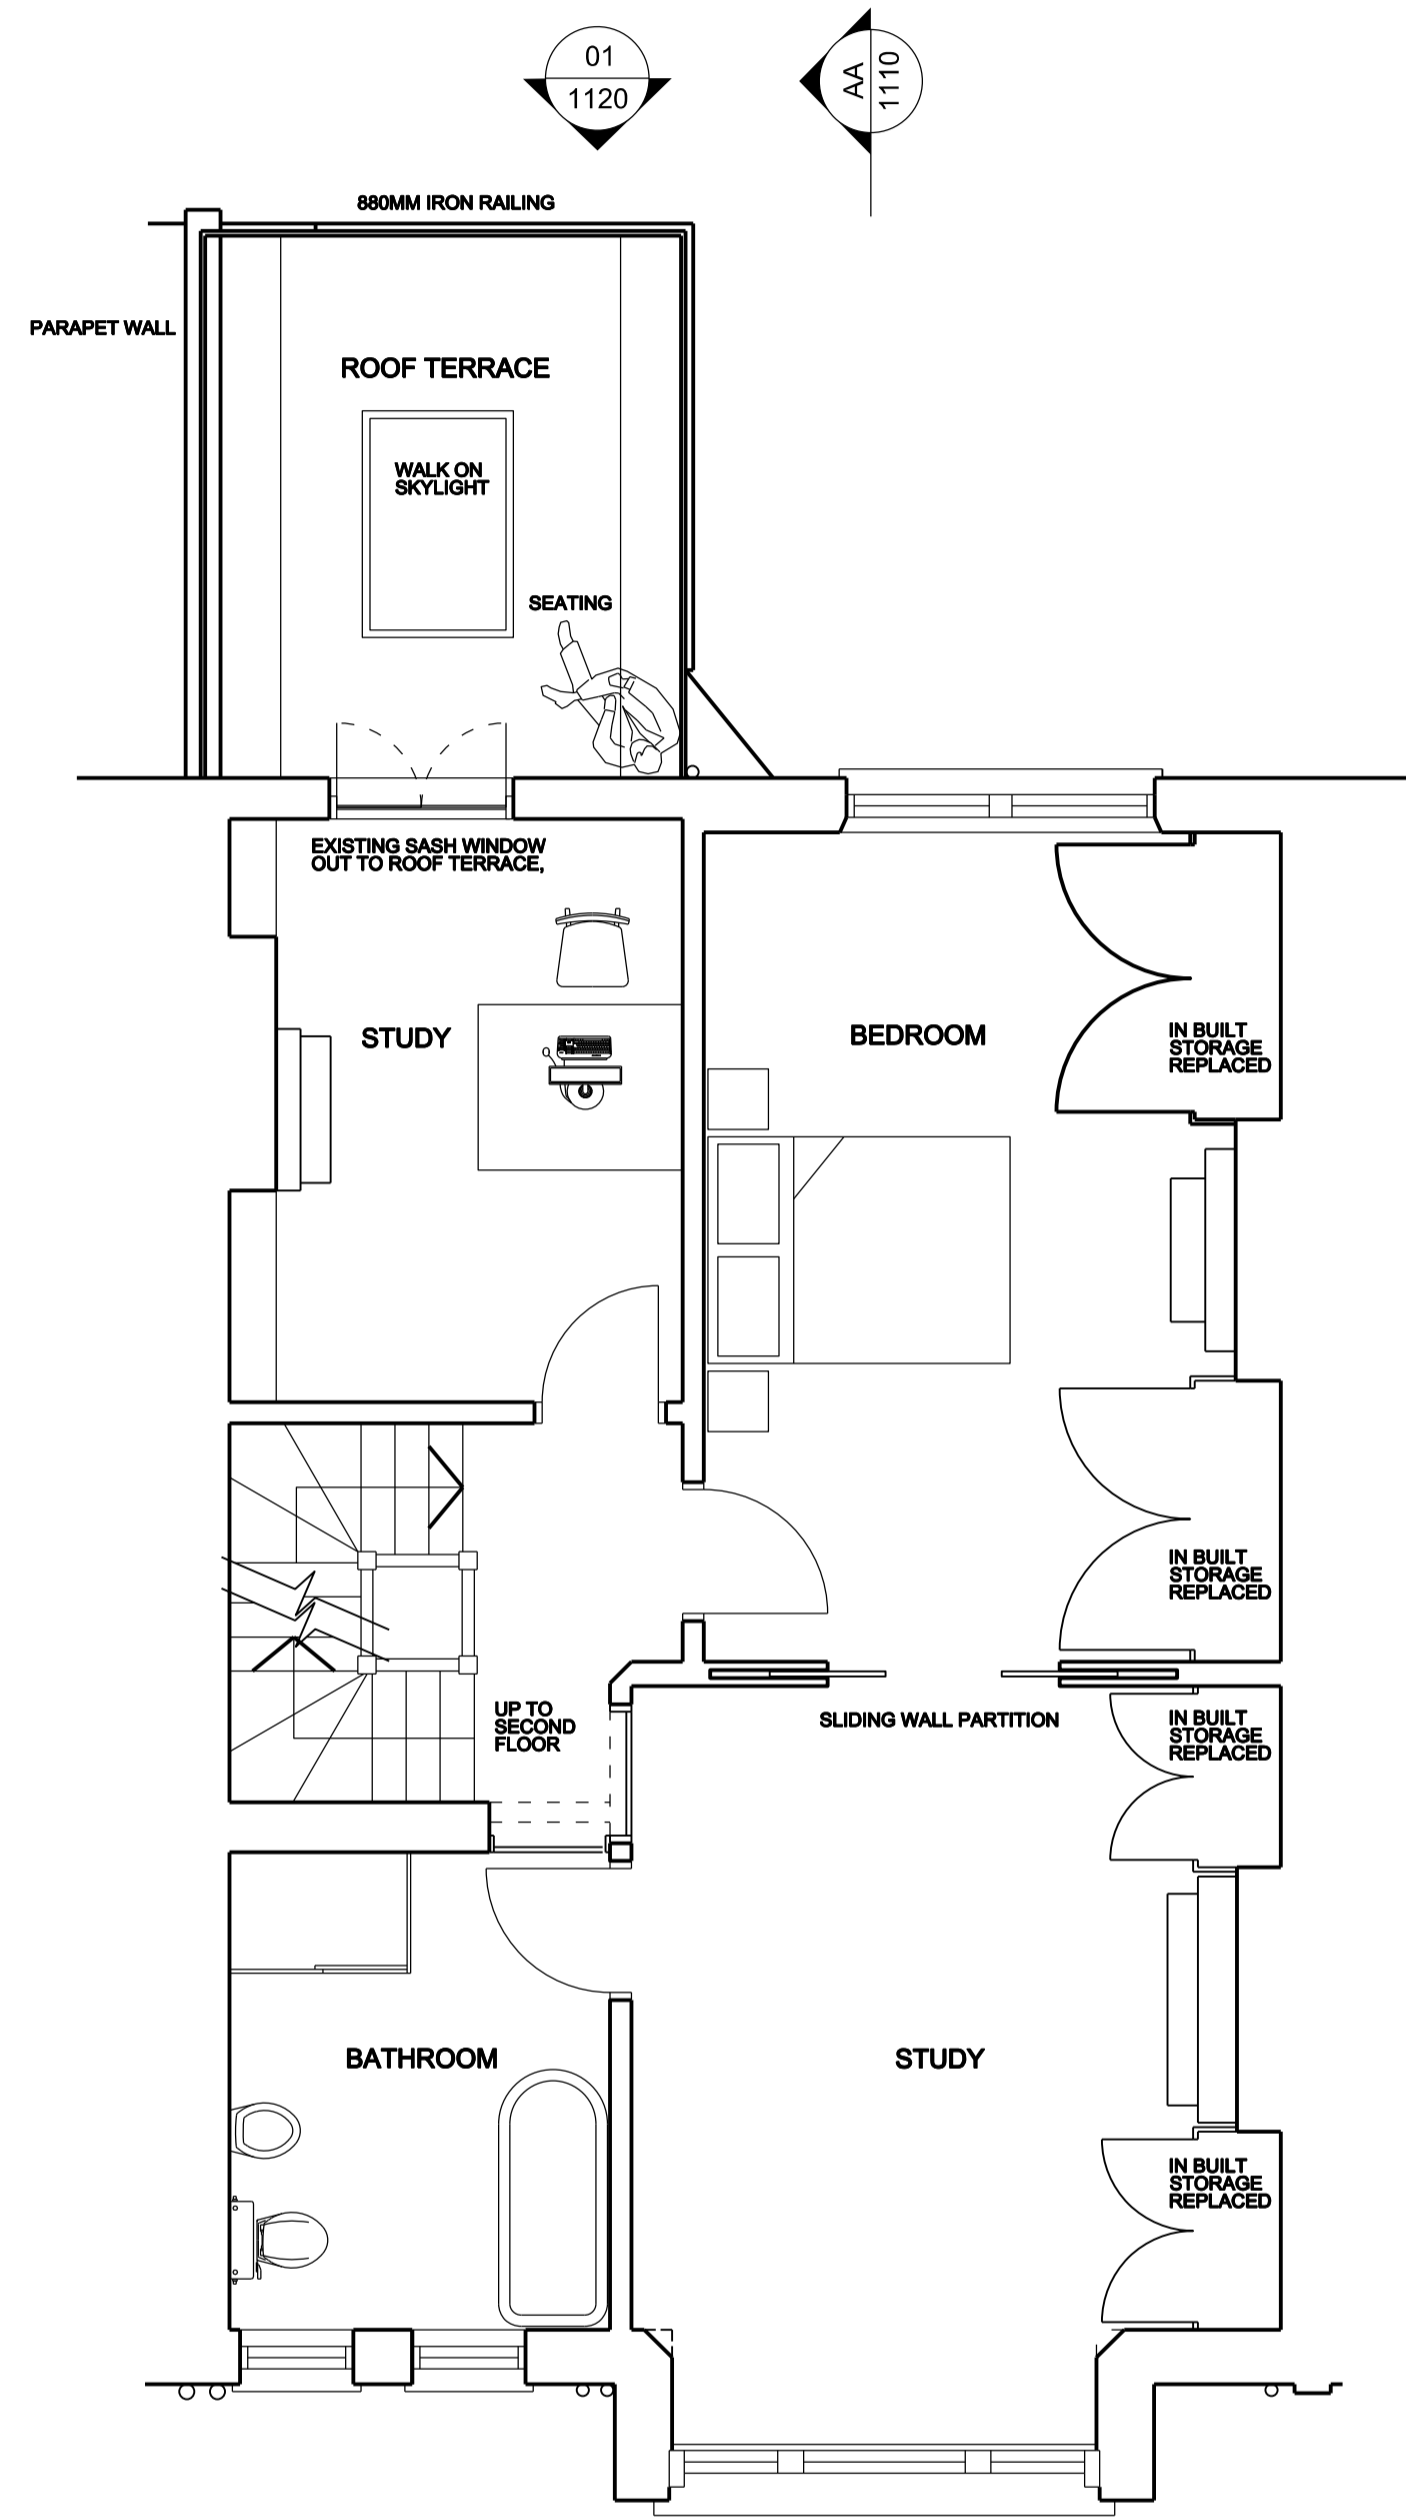 01
1120
AA
1110
880MM IRON RAILING
PARAPET WALL
ROOF TERRACE
WALK ON
SKYLIGHT
SEATING
EXISTING SASH WINDOW
OUT TO ROOF TERRACE,
STUDY
BEDROOM
IN BUILT
STORAGE
REPLACED
IN BUILT
STORAGE
REPLACED
UP TO
SECOND
FLOOR
SLIDING WALL PARTITION
IN BUILT
STORAGE
REPLACED
BATHROOM
STUDY
IN BUILT
STORAGE
REPLACED